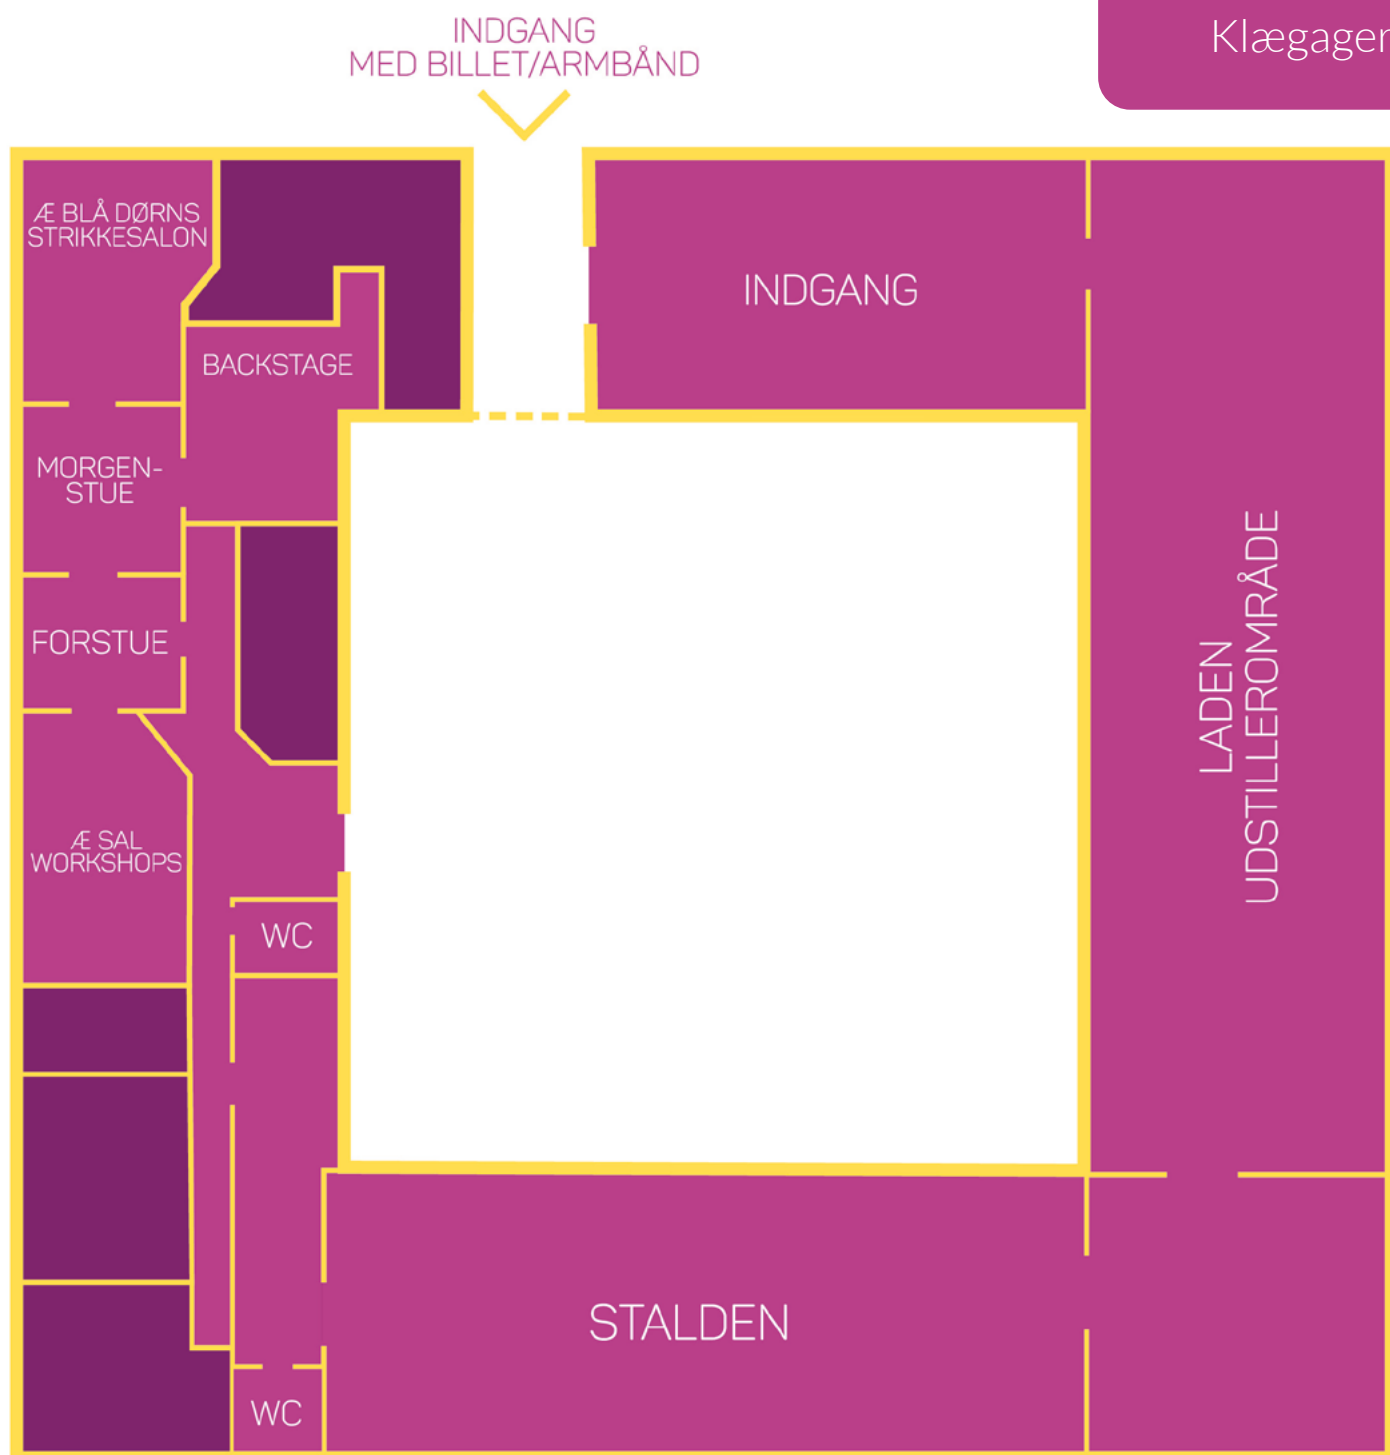 INDGANG
MED BILLET/ARMBÅND
Klægager
Æ BLÅ DØRNS
STRIKKESALON
INDGANG
BACKSTAGE
MORGEN-
STUE
FORSTUE
LADEN
UDSTILLEROMRÅDE
Æ SAL
WORKSHOPS
WC
STALDEN
WC